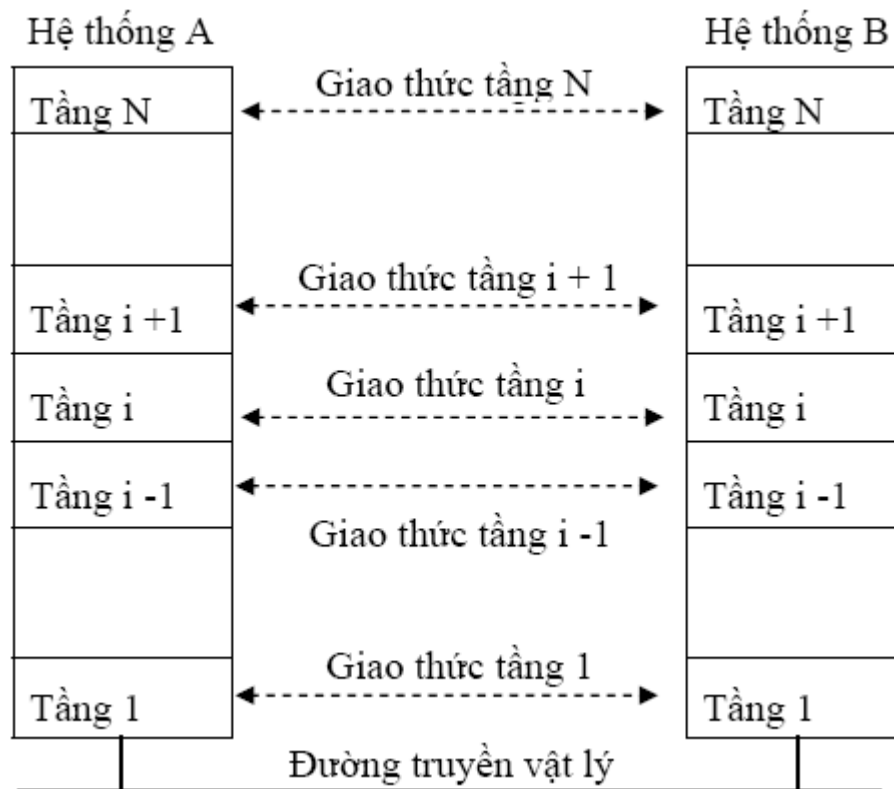 Hệ thống A
Hệ thống B
Tầng N
Giao thức tầng N
Tầng N
Giao thức tầng i + 1
Tầng i +1
Tầng i +1
Giao thức tầng i
Tầng i
Tầng i
Tầng i -1
Tầng i -1
Giao thức tầng i -1
Giao thức tầng 1
Tầng 1
Tầng 1
Đường truyền vật lý